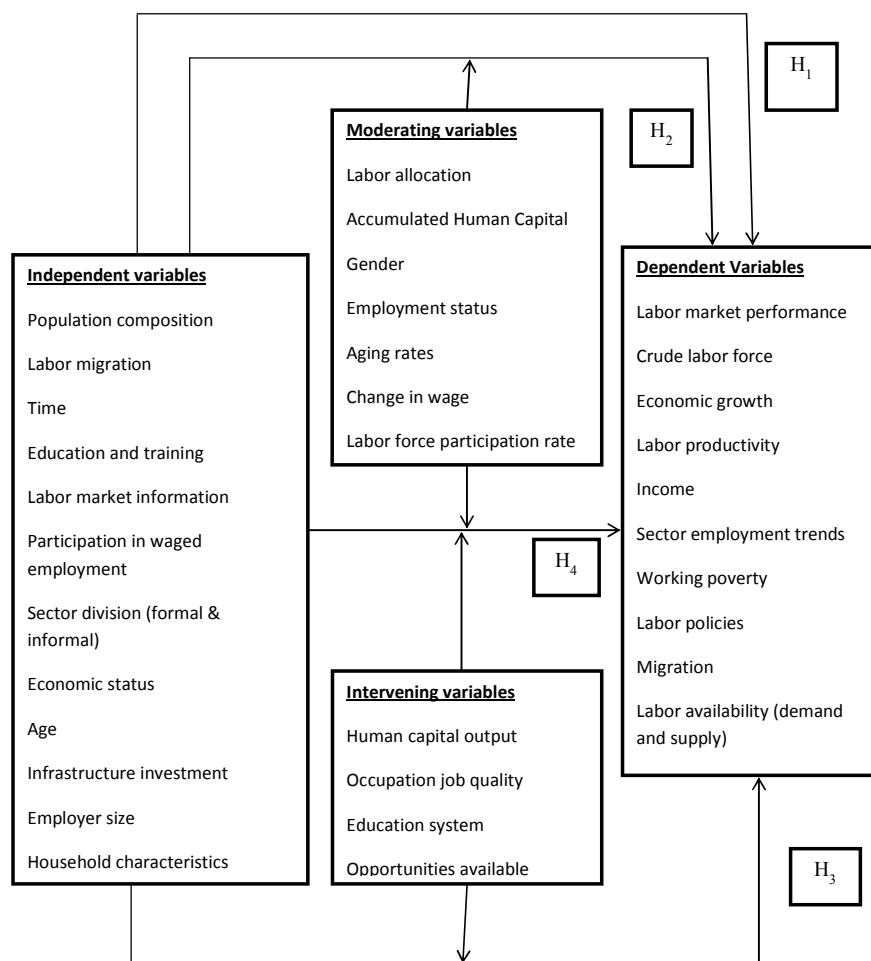 H1
H2
Moderating variables
Labor allocation
Accumulated Human Capital
Gender
Employment status
Aging rates
Change in wage
Labor force participation rate
Independent variables
Population composition
Labor migration
Time
Education and training
Labor market information
Participation in waged
employment
Sector division (formal &
informal)
Economic status
Age
Infrastructure investment
Employer size
Household characteristics
Dependent Variables
Labor market performance
Crude labor force
Economic growth
Labor productivity
Income
Sector employment trends
Working poverty
Labor policies
Migration
Labor availability (demand
and supply)
H4
Intervening variables
Human capital output
Occupation job quality
Education system
Opportunities available
H3